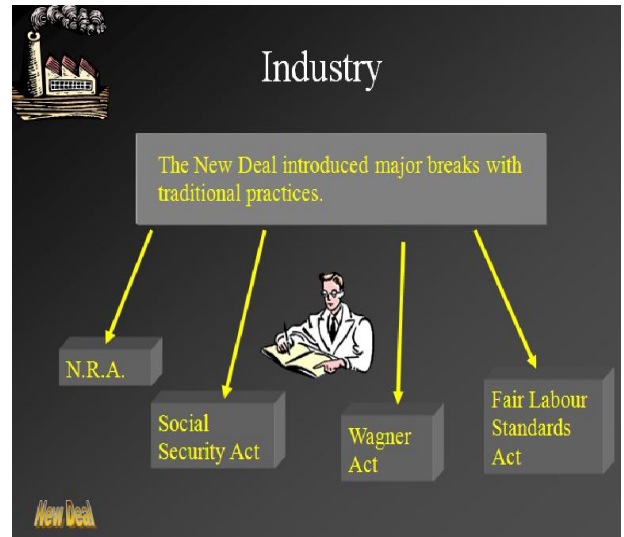 Industry
The New Deal introduced major breaks with
traditional practices.
N.R.A.
Social
Security Act
Wagner
Act
Fair Labour
Standards
Act
New Deal